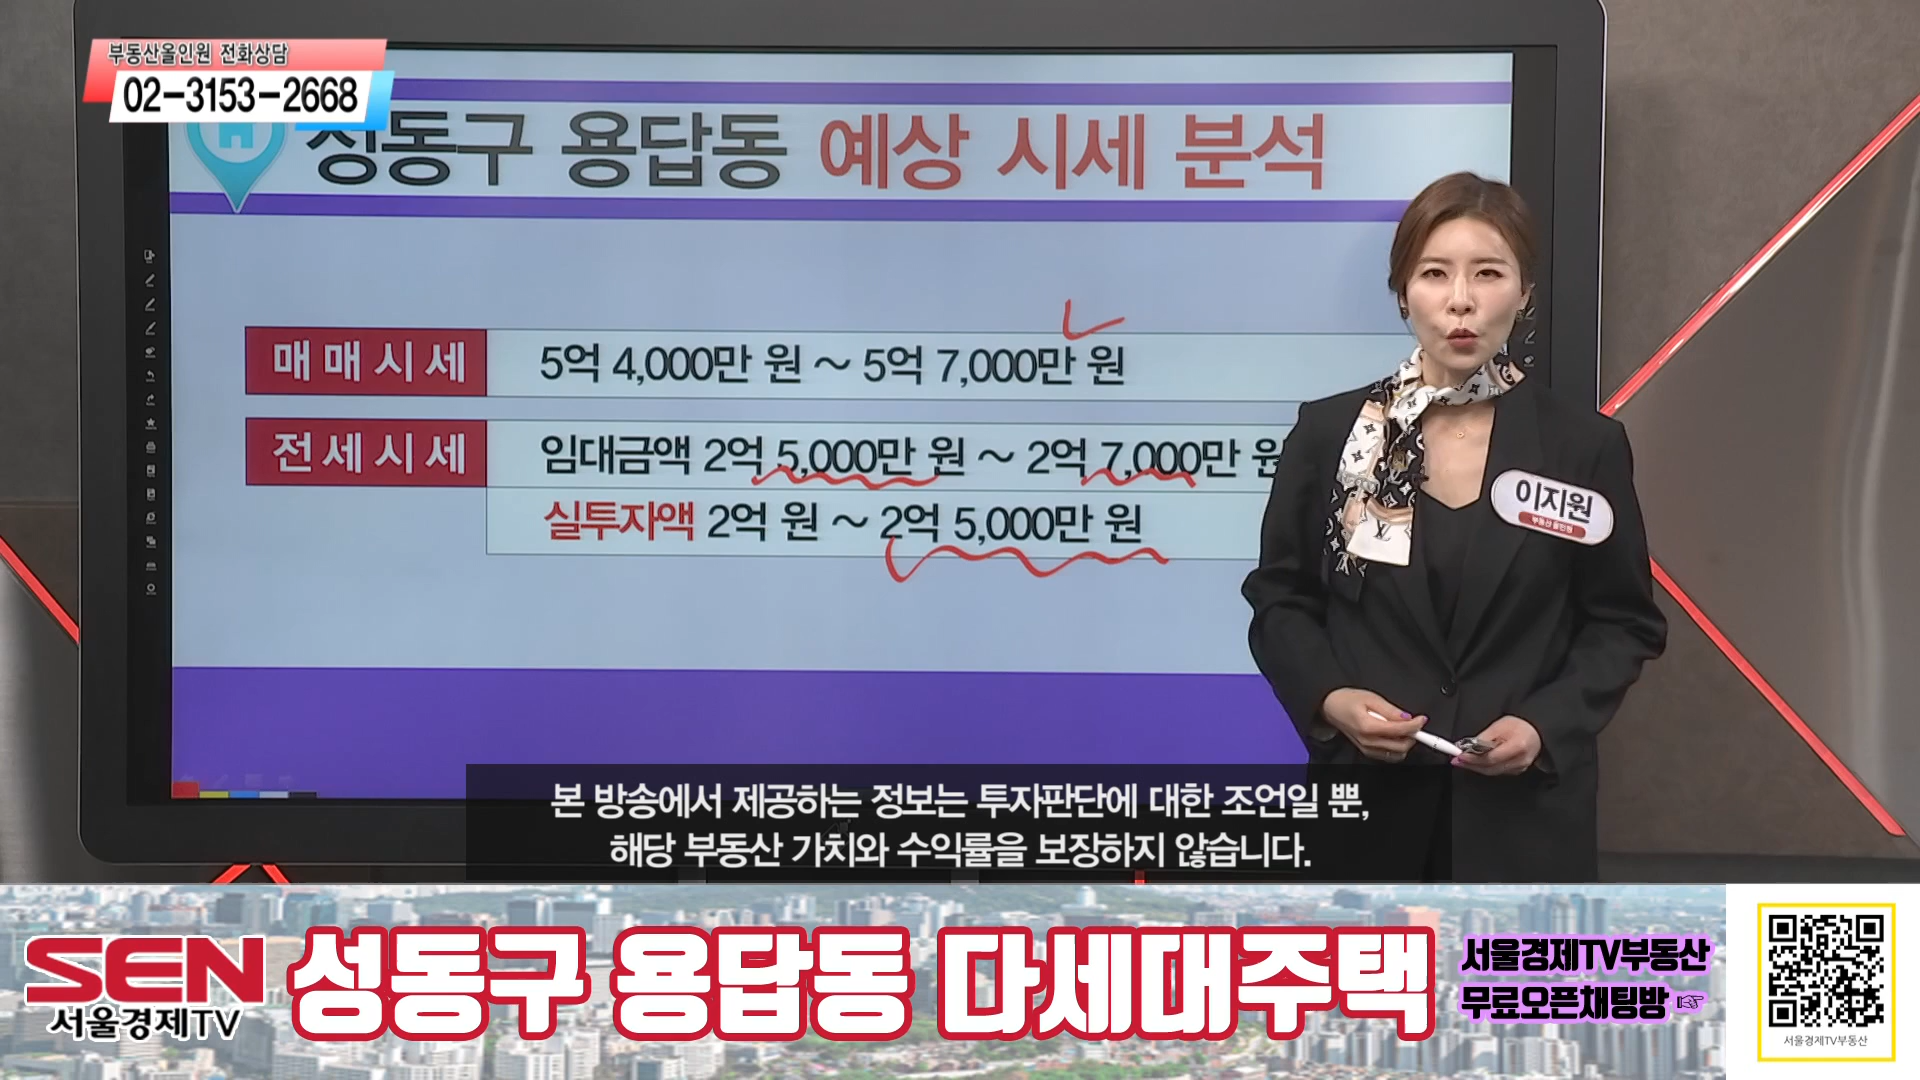 부동산올인원 전화상담
02-3153-2668
성동구 용답동 예상 시세 분석
매매시세 5억 4,000만 원 ~ 5억 7,000만 원
전세시세 임대금액 2억 5,000만 원 ~ 2억 7,000만 원
실투자액 2억 원 ~ 2억 5,000만 원
이지원
부동산 올인원
본 방송에서 제공하는 정보는 투자판단에 대한 조언일 뿐,
해당 부동산 가치와 수익률을 보장하지 않습니다.
SEN
서울경제TV
성동구 용답동 다세대주택
서울경제TV부동산
무료오픈채팅방 ☞
서울경제TV부동산